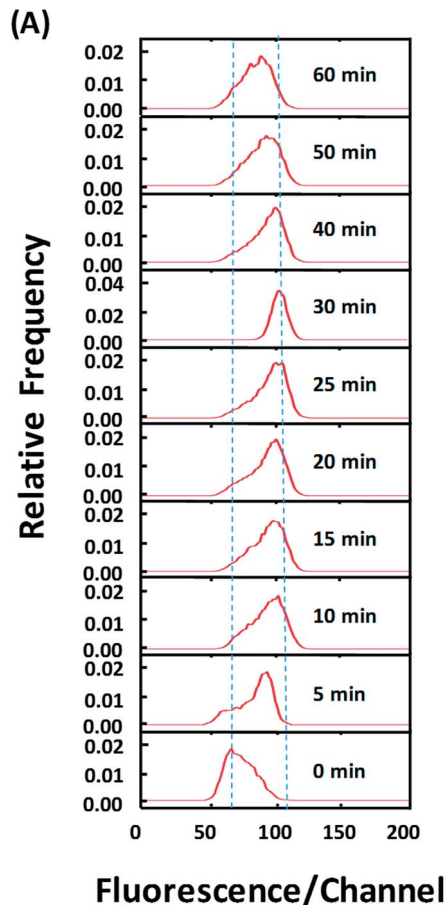 (A)
Relative Frequency
0.02
0.01
0.00
60 min
0.02
0.01
0.00
50 min
0.02
0.01
0.00
40 min
0.04
0.02
0.00
30 min
0.02
0.01
0.00
25 min
0.02
0.01
0.00
20 min
0.02
0.01
0.00
15 min
0.02
0.01
0.00
10 min
0.02
0.01
0.00
5 min
0.02
0.01
0.00
0 min
0 50 100 150 200
Fluorescence/Channel